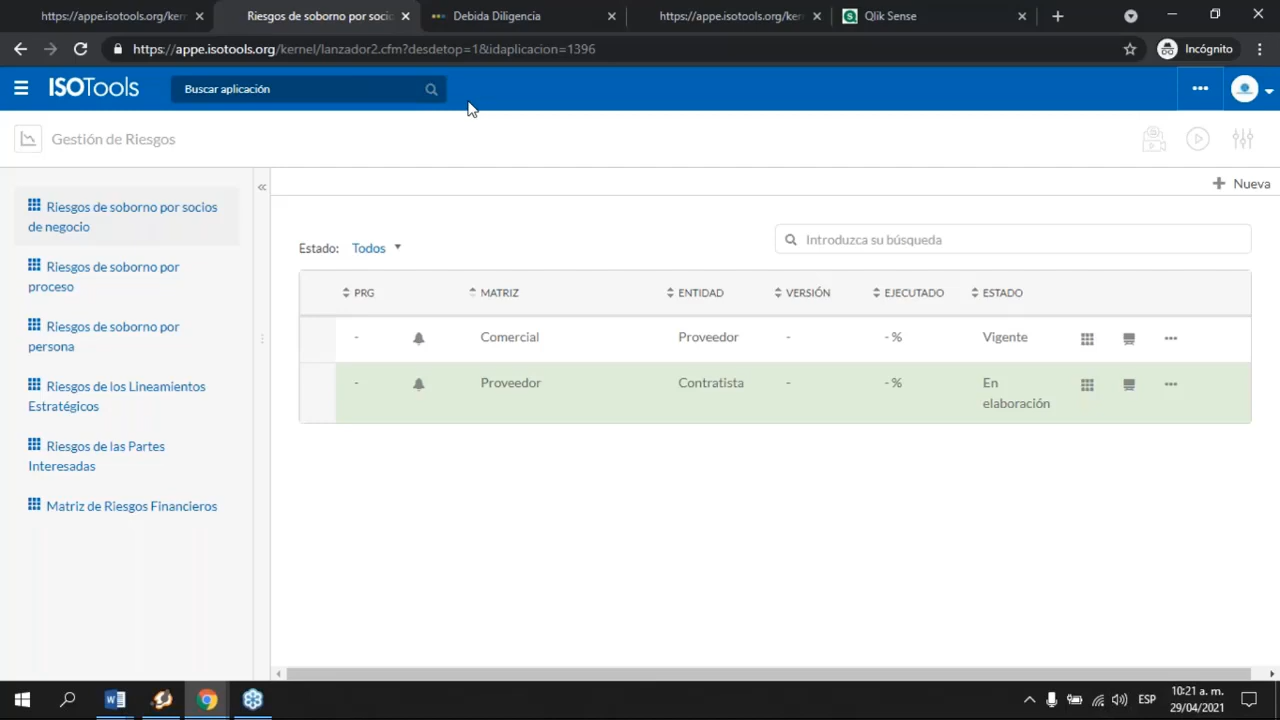 https://appe.isotools.org/kern
Riesgos de soborno por socio
Debida Diligencia
https://appe.isotools.org/kern
Qlik Sense
https://appe.isotools.org/kernel/lanzador2.cfm?desdetop=1&idaplicacion=1396
Incógnito
ISOTools
Buscar aplicación
Gestión de Riesgos
Nueva
Riesgos de soborno por socios
de negocio
Riesgos de soborno por
proceso
Riesgos de soborno por
persona
Riesgos de los Lineamientos
Estratégicos
Riesgos de las Partes
Interesadas
Matriz de Riesgos Financieros
Estado: Todos
Introduzca su búsqueda
PRG MATRIZ ENTIDAD VERSIÓN EJECUTADO ESTADO
- Comercial Proveedor - - % Vigente
- Proveedor Contratista - - % En
elaboración
ESP
10:21 a. m.
29/04/2021